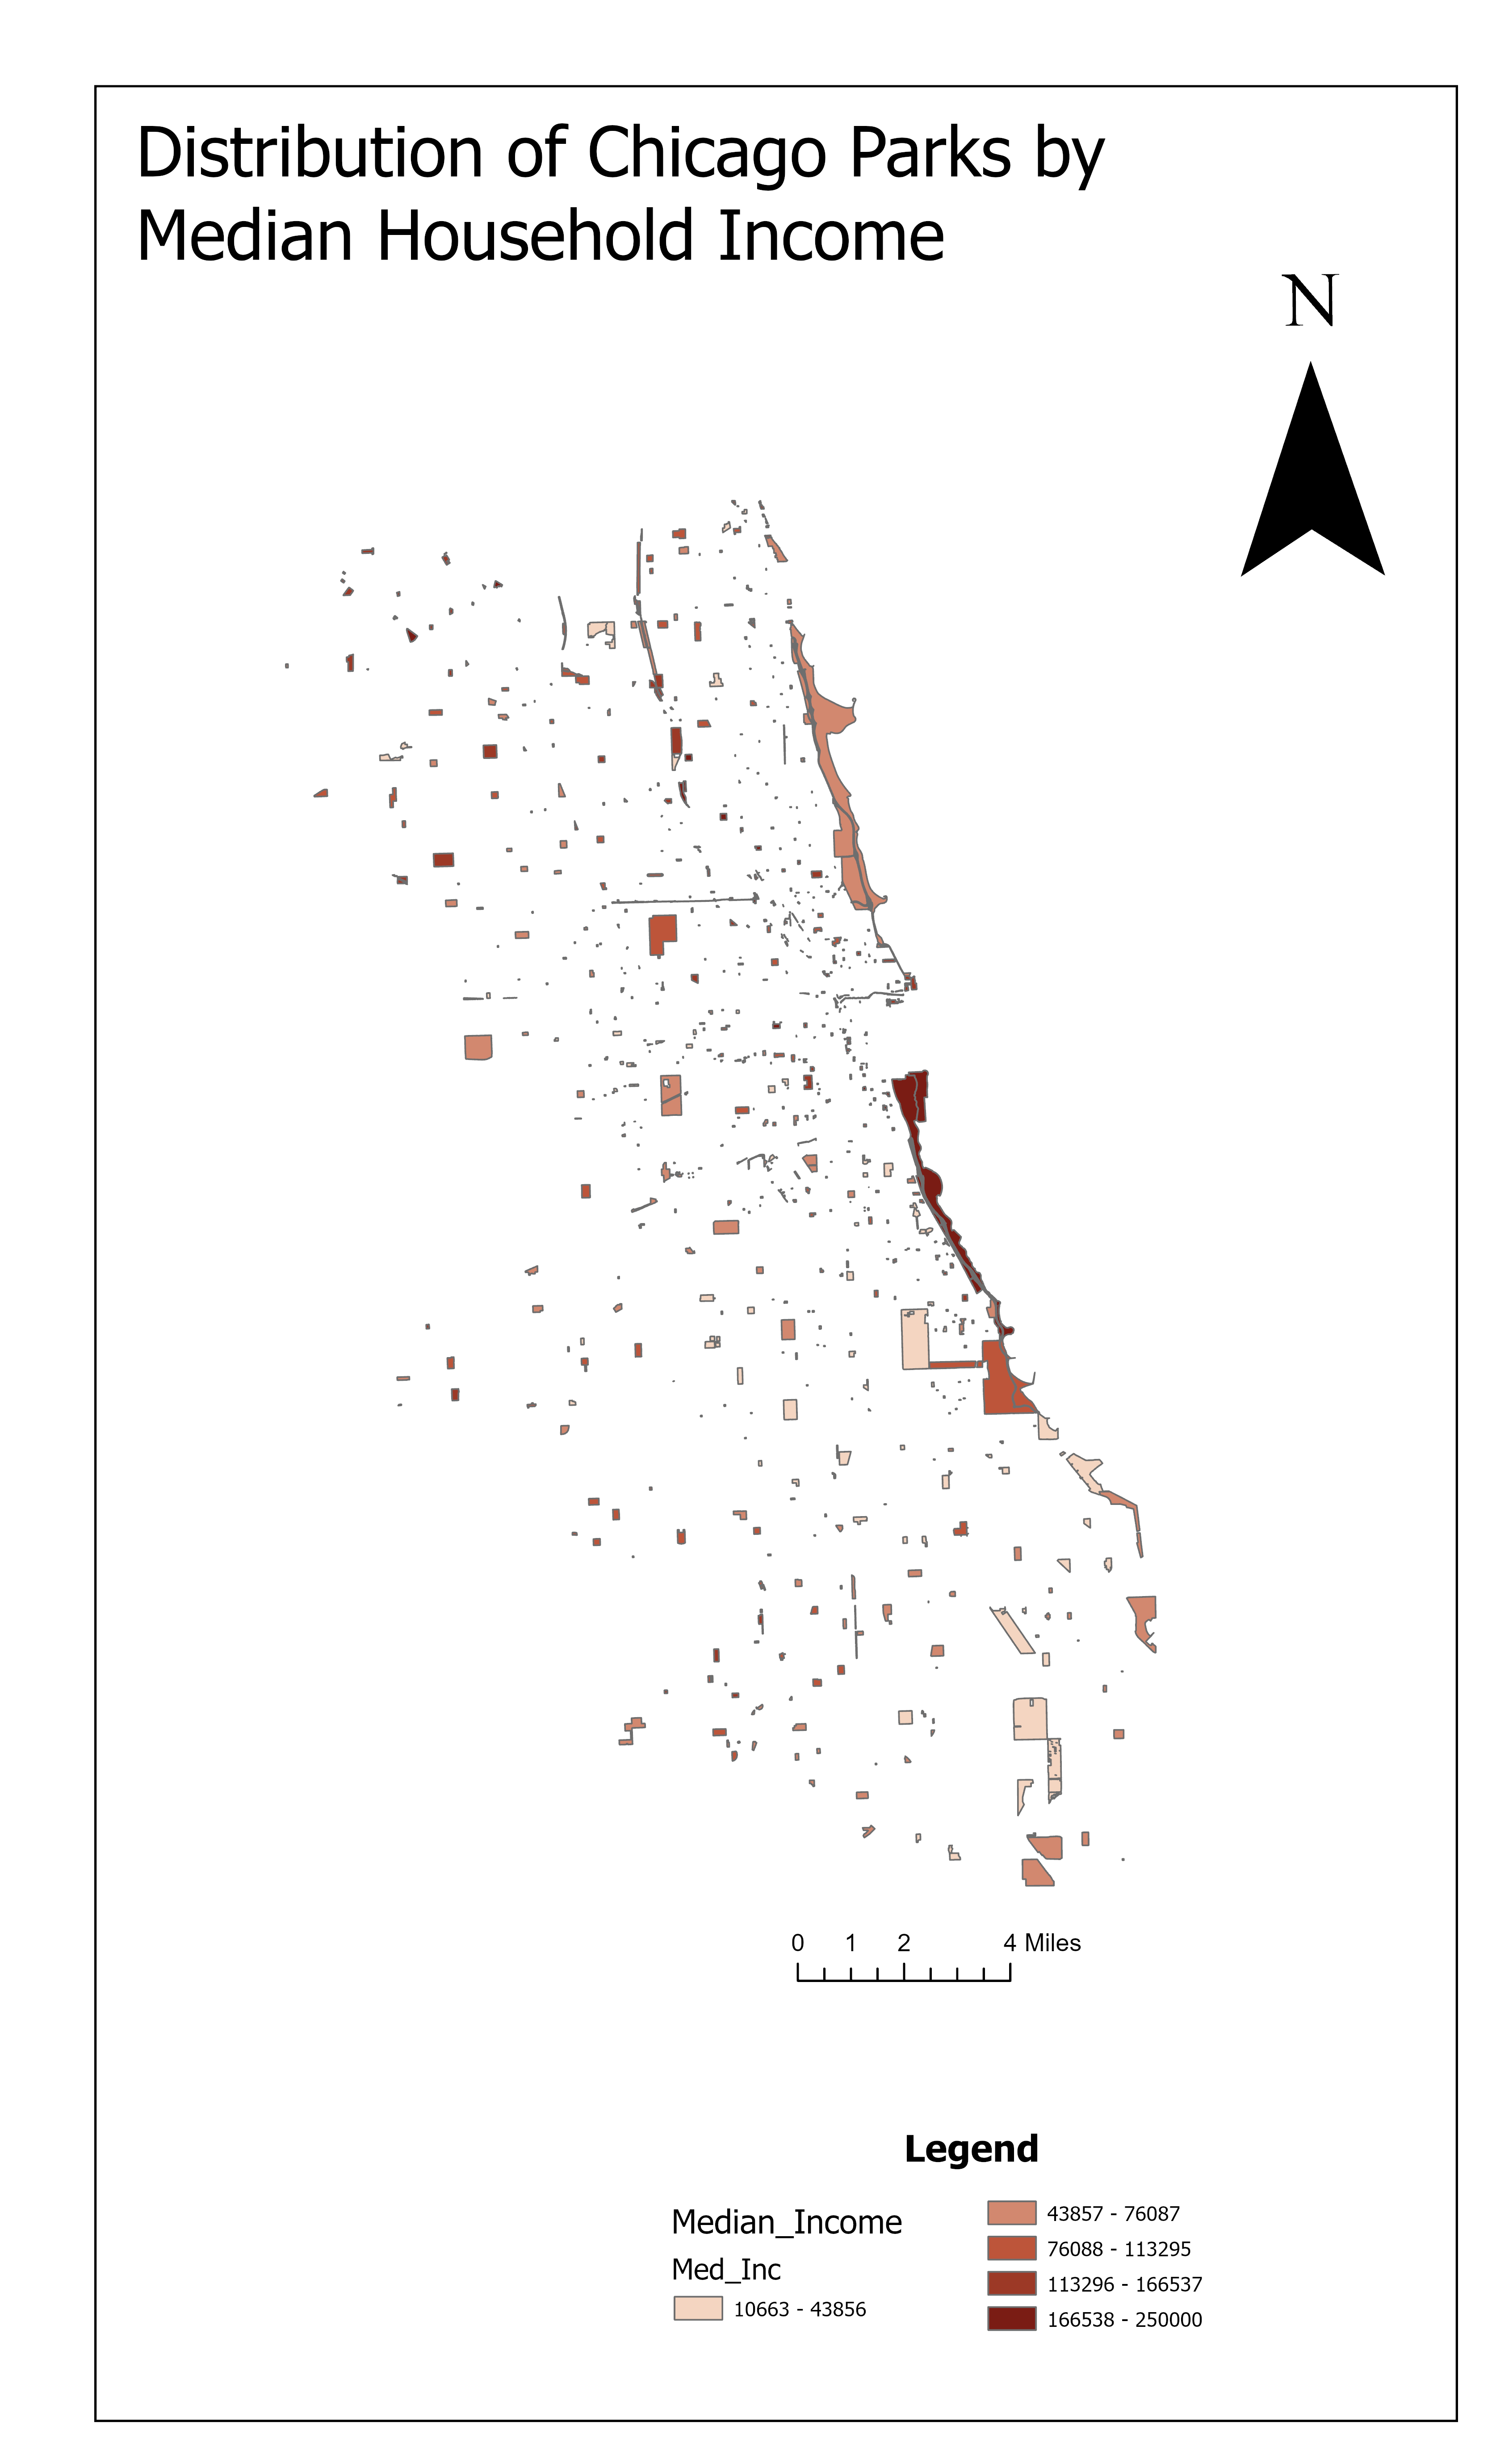 Distribution of Chicago Parks by
Median Household Income
N
0 1 2 4 Miles
Legend
Median_Income
Med_Inc
10663 - 43856
43857 - 76087
76088 - 113295
113296 - 166537
166538 - 250000